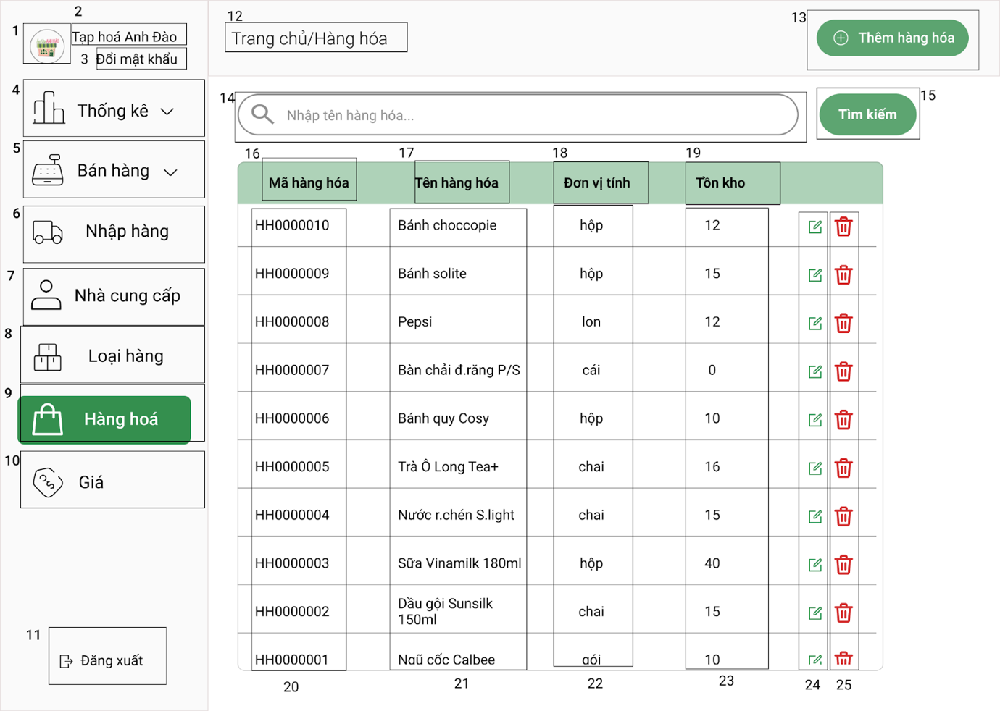 2
1
Tạp hoá Anh Đào
3 Đổi mật khẩu
4
Thống kê
5
Bán hàng
6
Nhập hàng
7
Nhà cung cấp
8
Loại hàng
9
Hàng hoá
10
Giá
11
Đăng xuất
12
Trang chủ/Hàng hóa
13
Thêm hàng hóa
14
Nhập tên hàng hóa...
Tìm kiếm
15
16 17 18 19
Mã hàng hóa Tên hàng hóa Đơn vị tính Tồn kho
HH0000010 Bánh choccopie hộp 12
HH0000009 Bánh solite hộp 15
HH0000008 Pepsi lon 12
HH0000007 Bàn chải đ.răng P/S cái 0
HH0000006 Bánh quy Cosy hộp 10
HH0000005 Trà Ô Long Tea+ chai 16
HH0000004 Nước r.chén S.light chai 15
HH0000003 Sữa Vinamilk 180ml hộp 40
HH0000002 Dầu gội Sunsilk 150ml chai 15
HH0000001 Ngũ cốc Calbee gói 10
20 21 22 23 24 25